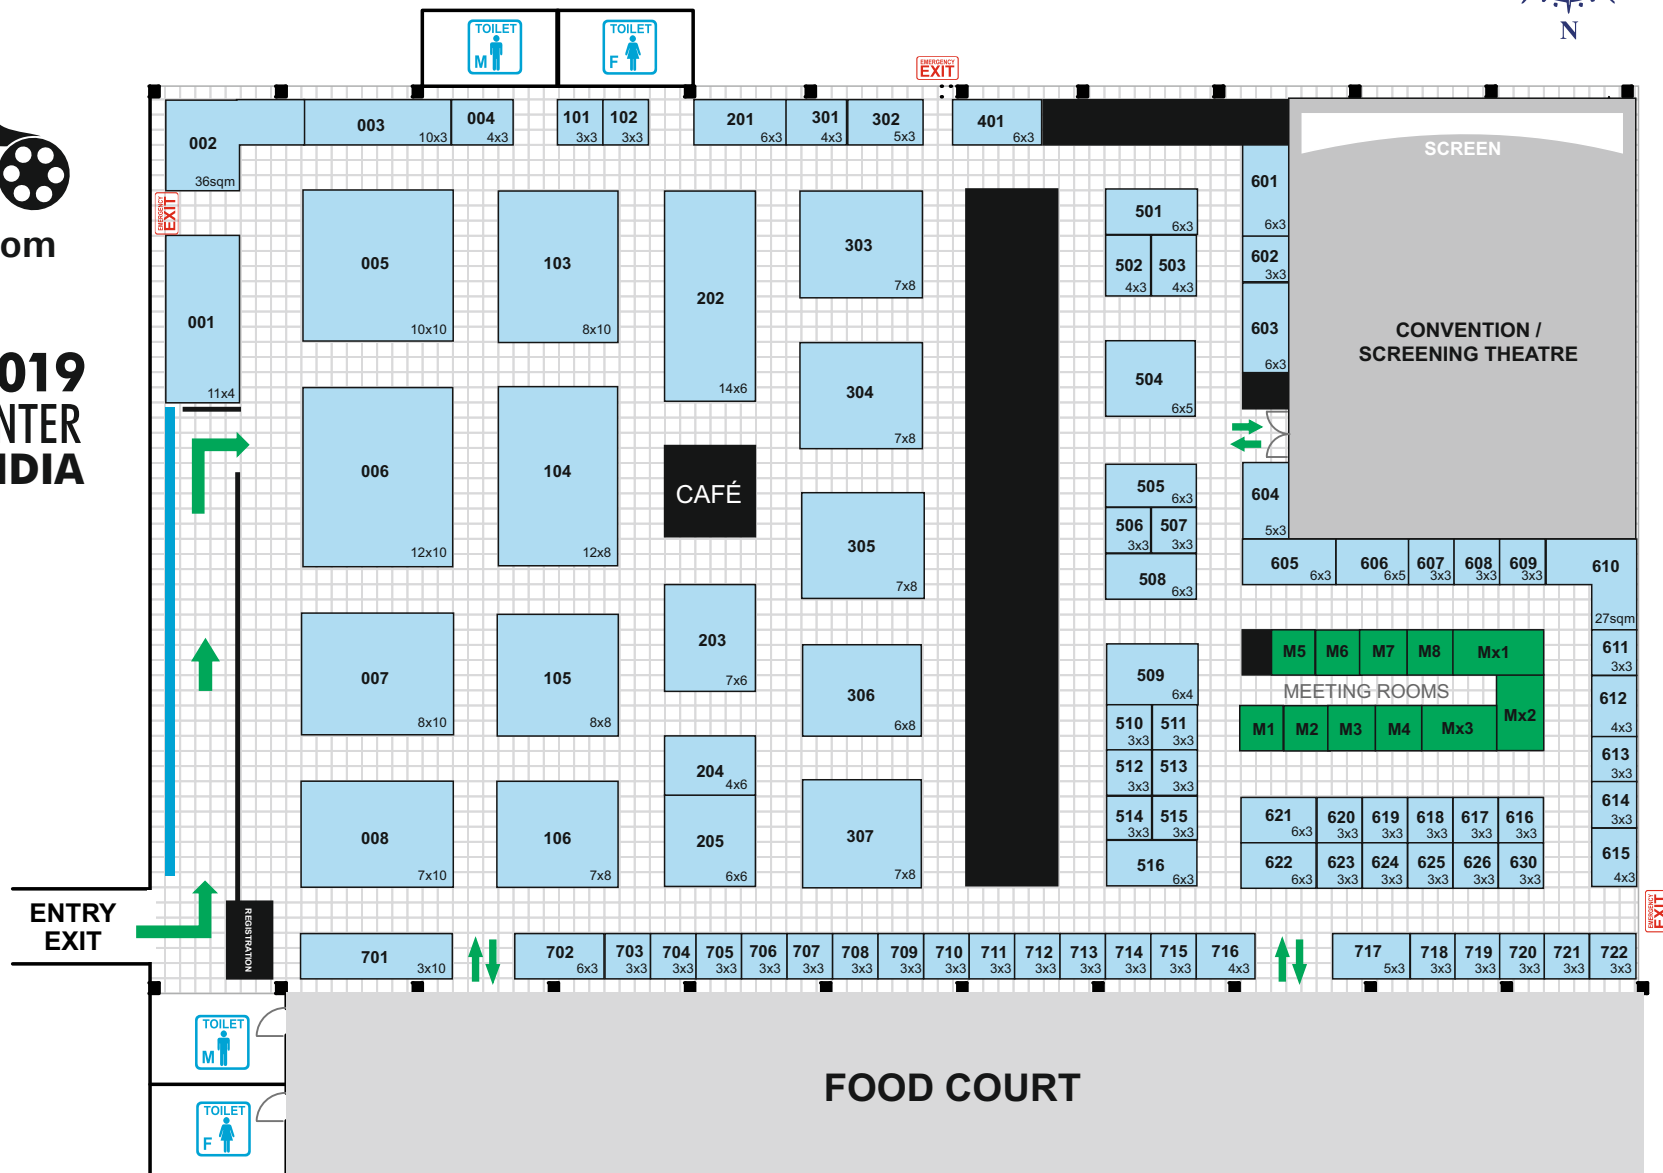 N
TOILET
M
TOILET
F
EMERGENCY
EXIT
002
36sqm
003
10x3
004
4x3
101
3x3
102
3x3
201
6x3
301
4x3
302
5x3
401
6x3
SCREEN
CONVENTION /
SCREENING THEATRE
EMERGENCY
EXIT
om
001
11x4
019
NTER
NDIA
005
10x10
103
8x10
202
14x6
303
7x8
304
7x8
501
6x3
502
4x3
503
4x3
504
6x5
601
6x3
602
3x3
603
6x3
006
12x10
104
12x8
CAFÉ
305
7x8
505
6x3
506
3x3
507
3x3
508
6x3
604
5x3
605
6x3
606
6x5
607
3x3
608
3x3
609
3x3
610
27sqm
007
8x10
105
8x8
203
7x6
306
6x8
509
6x4
510
3x3
511
3x3
512
3x3
513
3x3
514
3x3
515
3x3
516
6x3
M5
M6
M7
M8
Mx1
MEETING ROOMS
Mx2
M1
M2
M3
M4
Mx3
611
3x3
612
4x3
613
3x3
614
3x3
615
4x3
008
7x10
106
7x8
204
4x6
205
6x6
307
7x8
621
6x3
620
3x3
619
3x3
618
3x3
617
3x3
616
3x3
622
6x3
623
3x3
624
3x3
625
3x3
626
3x3
630
3x3
EMERGENCY
EXIT
ENTRY
EXIT
REGISTRATION
701
3x10
702
6x3
703
3x3
704
3x3
705
3x3
706
3x3
707
3x3
708
3x3
709
3x3
710
3x3
711
3x3
712
3x3
713
3x3
714
3x3
715
3x3
716
4x3
717
5x3
718
3x3
719
3x3
720
3x3
721
3x3
722
3x3
TOILET
M
TOILET
F
FOOD COURT